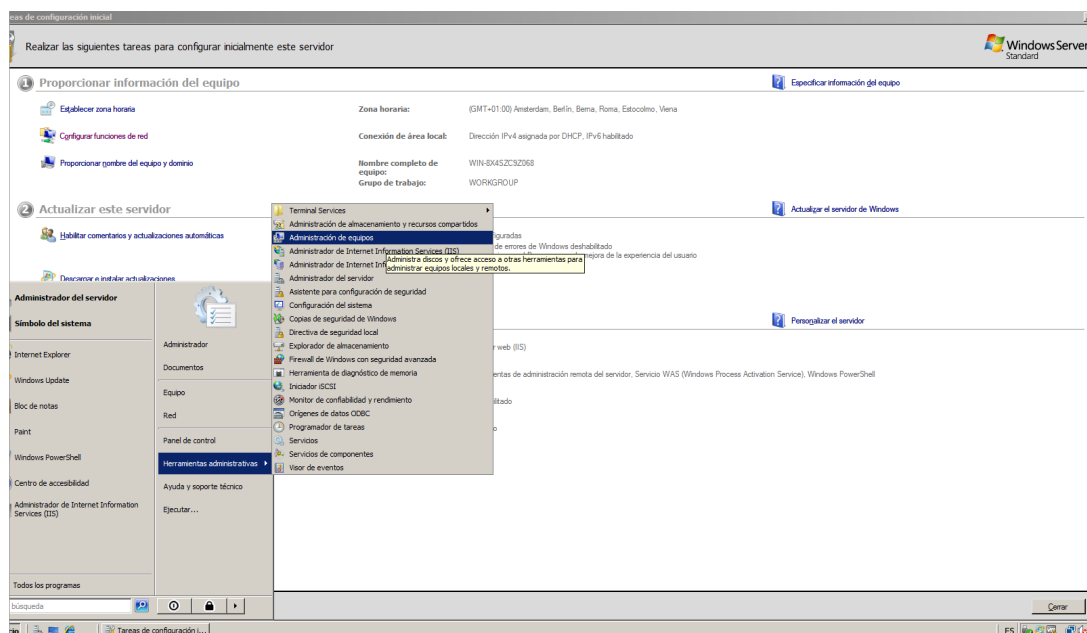 eas de configuración inicial
Realizar las siguientes tareas para configurar inicialmente este servidor
Windows Server
Standard
1 Proporcionar información del equipo
Especificar información del equipo
Establecer zona horaria
Zona horaria: (GMT+01:00) Amsterdam, Berlín, Berna, Roma, Estocolmo, Viena
Configurar funciones de red
Conexión de área local: Dirección IPv4 asignada por DHCP, IPv6 habilitado
Proporcionar nombre del equipo y dominio
Nombre completo de equipo: WIN-8X4SZC9Z068
Grupo de trabajo: WORKGROUP
2 Actualizar este servidor
Actualizar el servidor de Windows
Habilitar comentarios y actualizaciones automáticas
iguradas
de errores de Windows deshabilitado
mejora de la experiencia del usuario
Descargar e instalar actualizaciones
Personalizar el servidor
r web (IIS)
entas de administración remota del servidor, Servicio WAS (Windows Process Activation Service), Windows PowerShell
ilitado
o
Terminal Services
Administración de almacenamiento y recursos compartidos
Administración de equipos
Administrador de Internet Information Services (IIS)
Administrador de Internet Inf
Administra discos y ofrece acceso a otras herramientas para
administrar equipos locales y remotos.
Administrador del servidor
Asistente para configuración de seguridad
Configuración del sistema
Copias de seguridad de Windows
Directiva de seguridad local
Explorador de almacenamiento
Firewall de Windows con seguridad avanzada
Herramienta de diagnóstico de memoria
Iniciador iSCSI
Monitor de confiabilidad y rendimiento
Orígenes de datos ODBC
Programador de tareas
Servicios
Servicios de componentes
Visor de eventos
Administrador del servidor
Símbolo del sistema
Internet Explorer
Windows Update
Bloc de notas
Paint
Windows PowerShell
Centro de accesibilidad
Administrador de Internet Information
Services (IIS)
Todos los programas
búsqueda
Administrador
Documentos
Equipo
Red
Panel de control
Herramientas administrativas
Ayuda y soporte técnico
Ejecutar...
Cerrar
cio
Tareas de configuración i...
ES